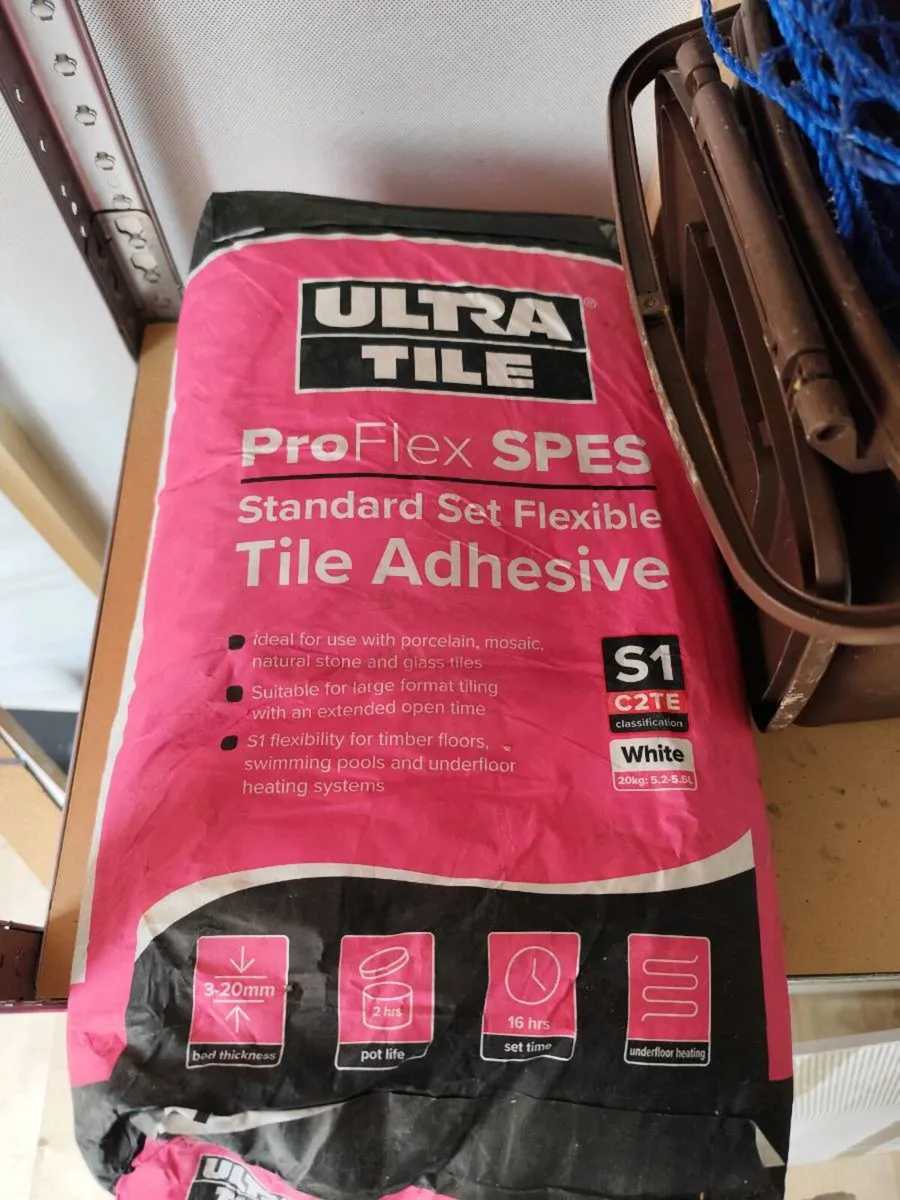 ULTRA
TILE
®
ProFlex SPES
Standard Set Flexible
Tile Adhesive
Ideal for use with porcelain, mosaic,
natural stone and glass tiles
Suitable for large format tiling
with an extended open time
S1 flexibility for timber floors,
swimming pools and underfloor
heating systems
S1
C2TE
classification
White
20kg: 5.2-5.5L
3-20mm
bed thickness
2 hrs
pot life
16 hrs
set time
underfloor heating
ULTRA
TILE